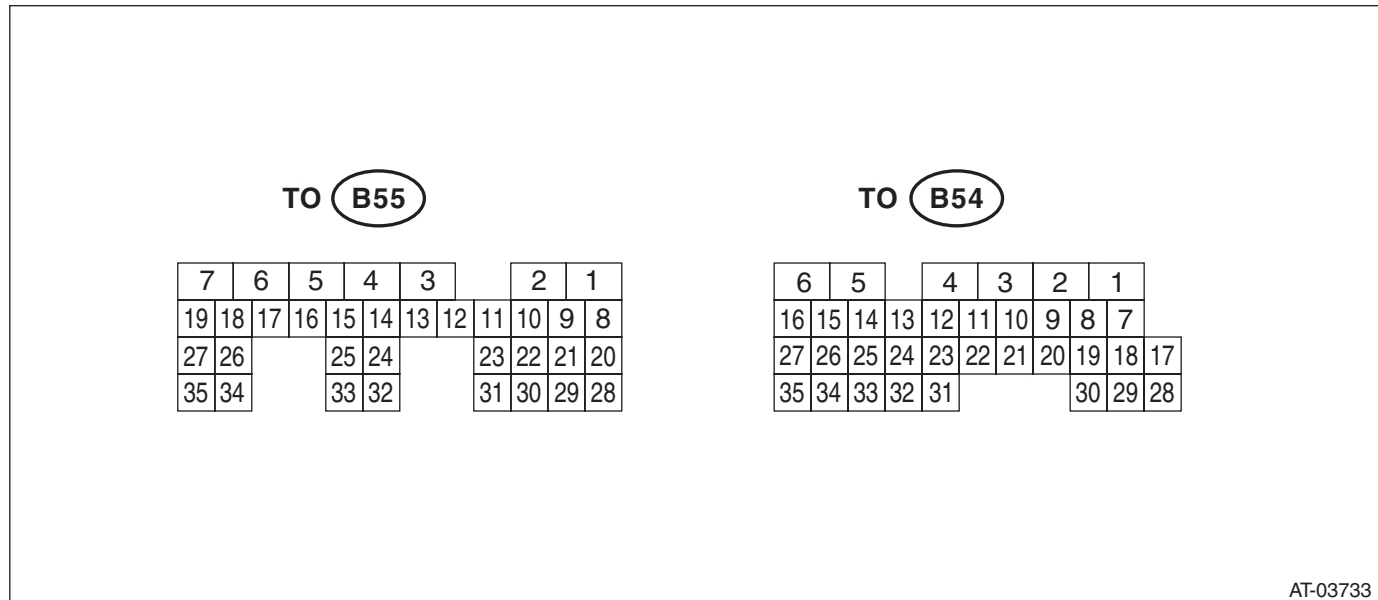 TO B55
7 6 5 4 3 2 1
19 18 17 16 15 14 13 12 11 10 9 8
27 26 25 24 23 22 21 20
35 34 33 32 31 30 29 28
TO B54
6 5 4 3 2 1
16 15 14 13 12 11 10 9 8 7
27 26 25 24 23 22 21 20 19 18 17
35 34 33 32 31 30 29 28
AT-03733